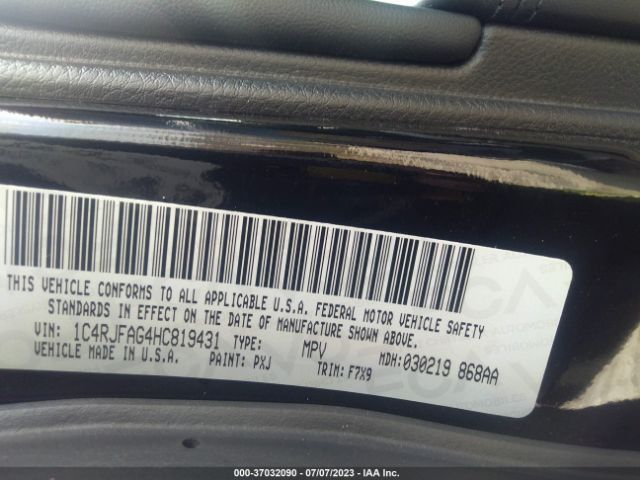 THIS VEHICLE CONFORMS TO ALL APPLICABLE U.S.A. FEDERAL MOTOR VEHICLE SAFETY
STANDARDS IN EFFECT ON THE DATE OF MANUFACTURE SHOWN ABOVE.
VIN: 1C4RJFAG4HC819431 TYPE: MPV MDH: 030219 868AA
VEHICLE MADE IN U.S.A. PAINT: PXJ TRIM: F7X9
000-37032090 - 07/07/2023 - IAA Inc.